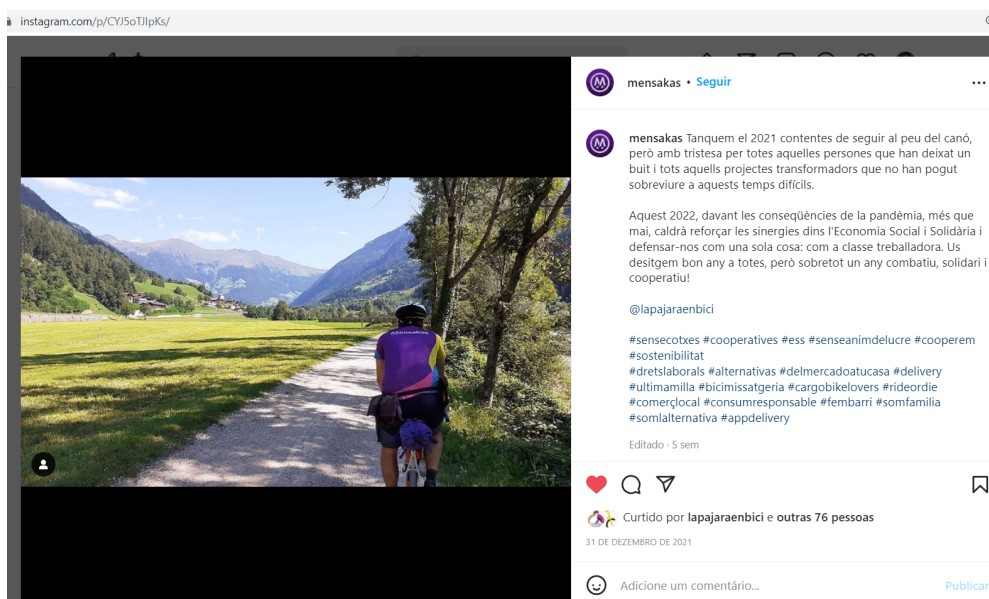 instagram.com/p/CYJ5oTJIpKs/
mensakas • Seguir
mensakas Tanquem el 2021 contentes de seguir al peu del canó,
però amb tristesa per totes aquelles persones que han deixat un
buit i tots aquells projectes transformadors que no han pogut
sobreviure a aquests temps difícils.
Aquest 2022, davant les conseqüències de la pandèmia, més que
mai, caldrà reforçar les sinergies dins l'Economia Social i Solidària i
defensar-nos com una sola cosa: com a classe treballadora. Us
desitgem bon any a totes, però sobretot un any combatiu, solidari i
cooperatiu!
@lapajaraenbici
#sensecotxes #cooperatives #ess #senseanimdelucre #cooperem
#sostenibilitat
#dretslaborals #alternativas #delmercadoatucasa #delivery
#ultimamilla #bicimissatgeria #cargobikelovers #rideordie
#comerçlocal #consumresponsable #fembarri #somfamilia
#somlalternativa #appdelivery
Editado · 5 sem
Mensakas
Curtido por lapajaraenbici e outras 76 pessoas
31 DE DEZEMBRO DE 2021
Adicione um comentário...
Publicar